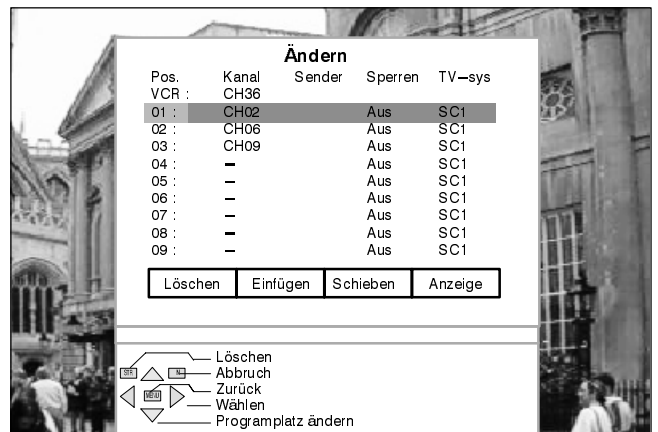 Ändern
Pos. Kanal Sender Sperren TV–sys
VCR : CH36
01 : CH02 Aus SC1
02 : CH06 Aus SC1
03 : CH09 Aus SC1
04 : – Aus SC1
05 : – Aus SC1
06 : – Aus SC1
07 : – Aus SC1
08 : – Aus SC1
09 : – Aus SC1
Löschen Einfügen Schieben Anzeige
Löschen
STR N Abbruch
MENU Zurück
Wählen
Programplatz ändern